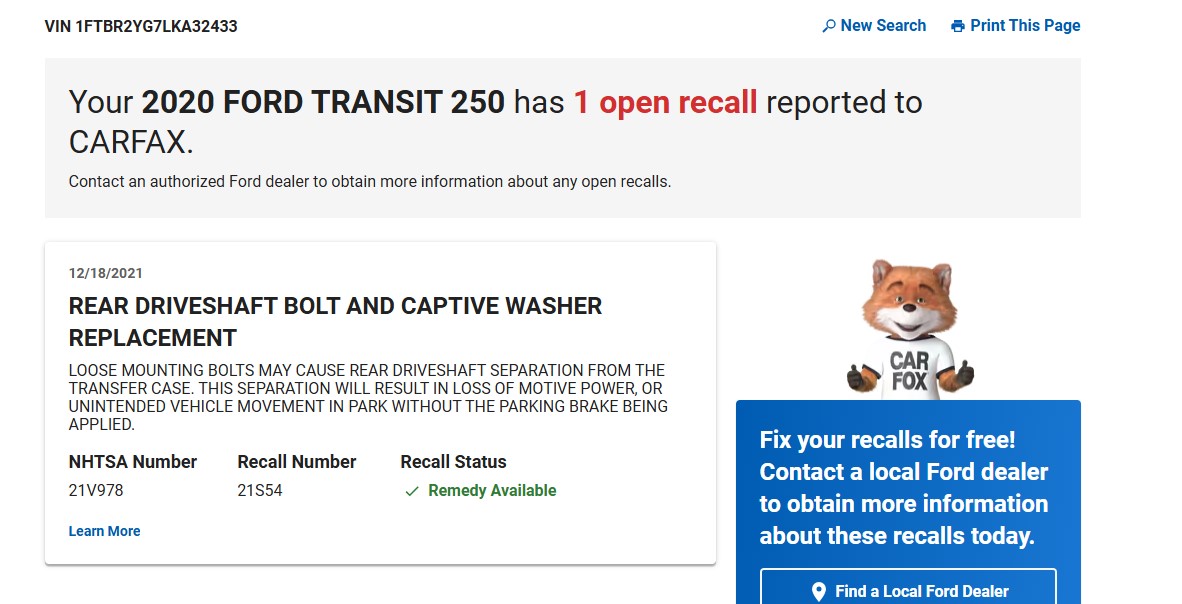 VIN 1FTBR2YG7LKA32433
New Search
Print This Page
Your 2020 FORD TRANSIT 250 has 1 open recall reported to
CARFAX.
Contact an authorized Ford dealer to obtain more information about any open recalls.
12/18/2021
REAR DRIVESHAFT BOLT AND CAPTIVE WASHER
REPLACEMENT
LOOSE MOUNTING BOLTS MAY CAUSE REAR DRIVESHAFT SEPARATION FROM THE
TRANSFER CASE. THIS SEPARATION WILL RESULT IN LOSS OF MOTIVE POWER, OR
UNINTENDED VEHICLE MOVEMENT IN PARK WITHOUT THE PARKING BRAKE BEING
APPLIED.
NHTSA Number
Recall Number
Recall Status
21V978
21S54
Remedy Available
Learn More
CAR
FOX
Fix your recalls for free!
Contact a local Ford dealer
to obtain more information
about these recalls today.
Find a Local Ford Dealer